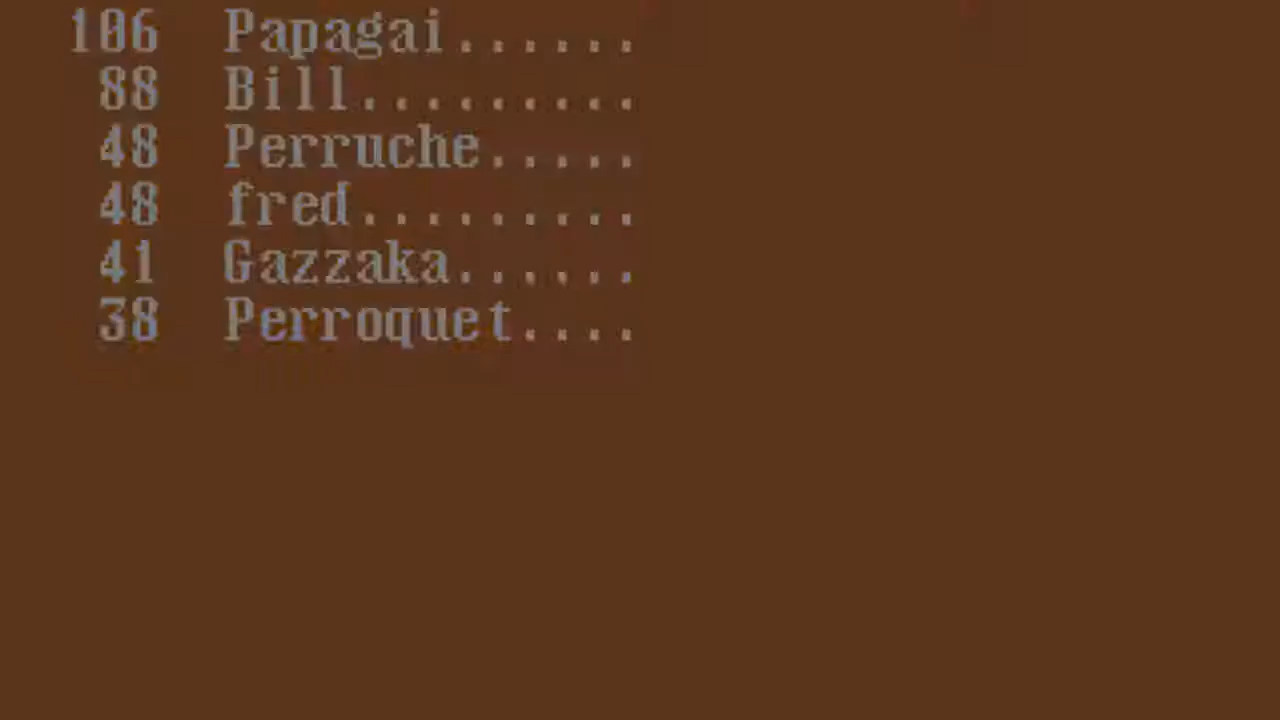 106 Papagai......
88 Bill.........
48 Perruche.....
48 fred.........
41 Gazzaka......
38 Perroquet....